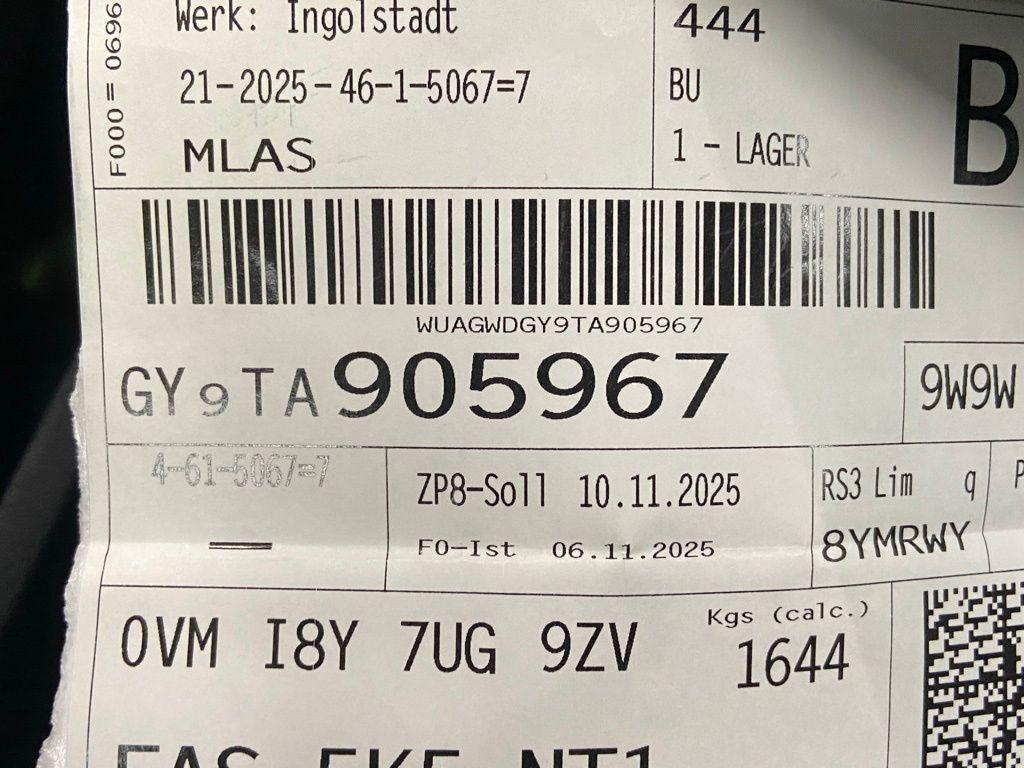 F000 = 0696
Werk: Ingolstadt
21-2025-46-1-5067=7
MLAS
444
BU
1 - LAGER
B
WUAGWDGY9TA905967
GY9TA905967
9W9W
4-61-5067=7
ZP8-Soll 10.11.2025
F0-Ist 06.11.2025
RS3 Lim q
8YMRWY
0VM I8Y 7UG 9ZV
Kgs (calc.)
1644